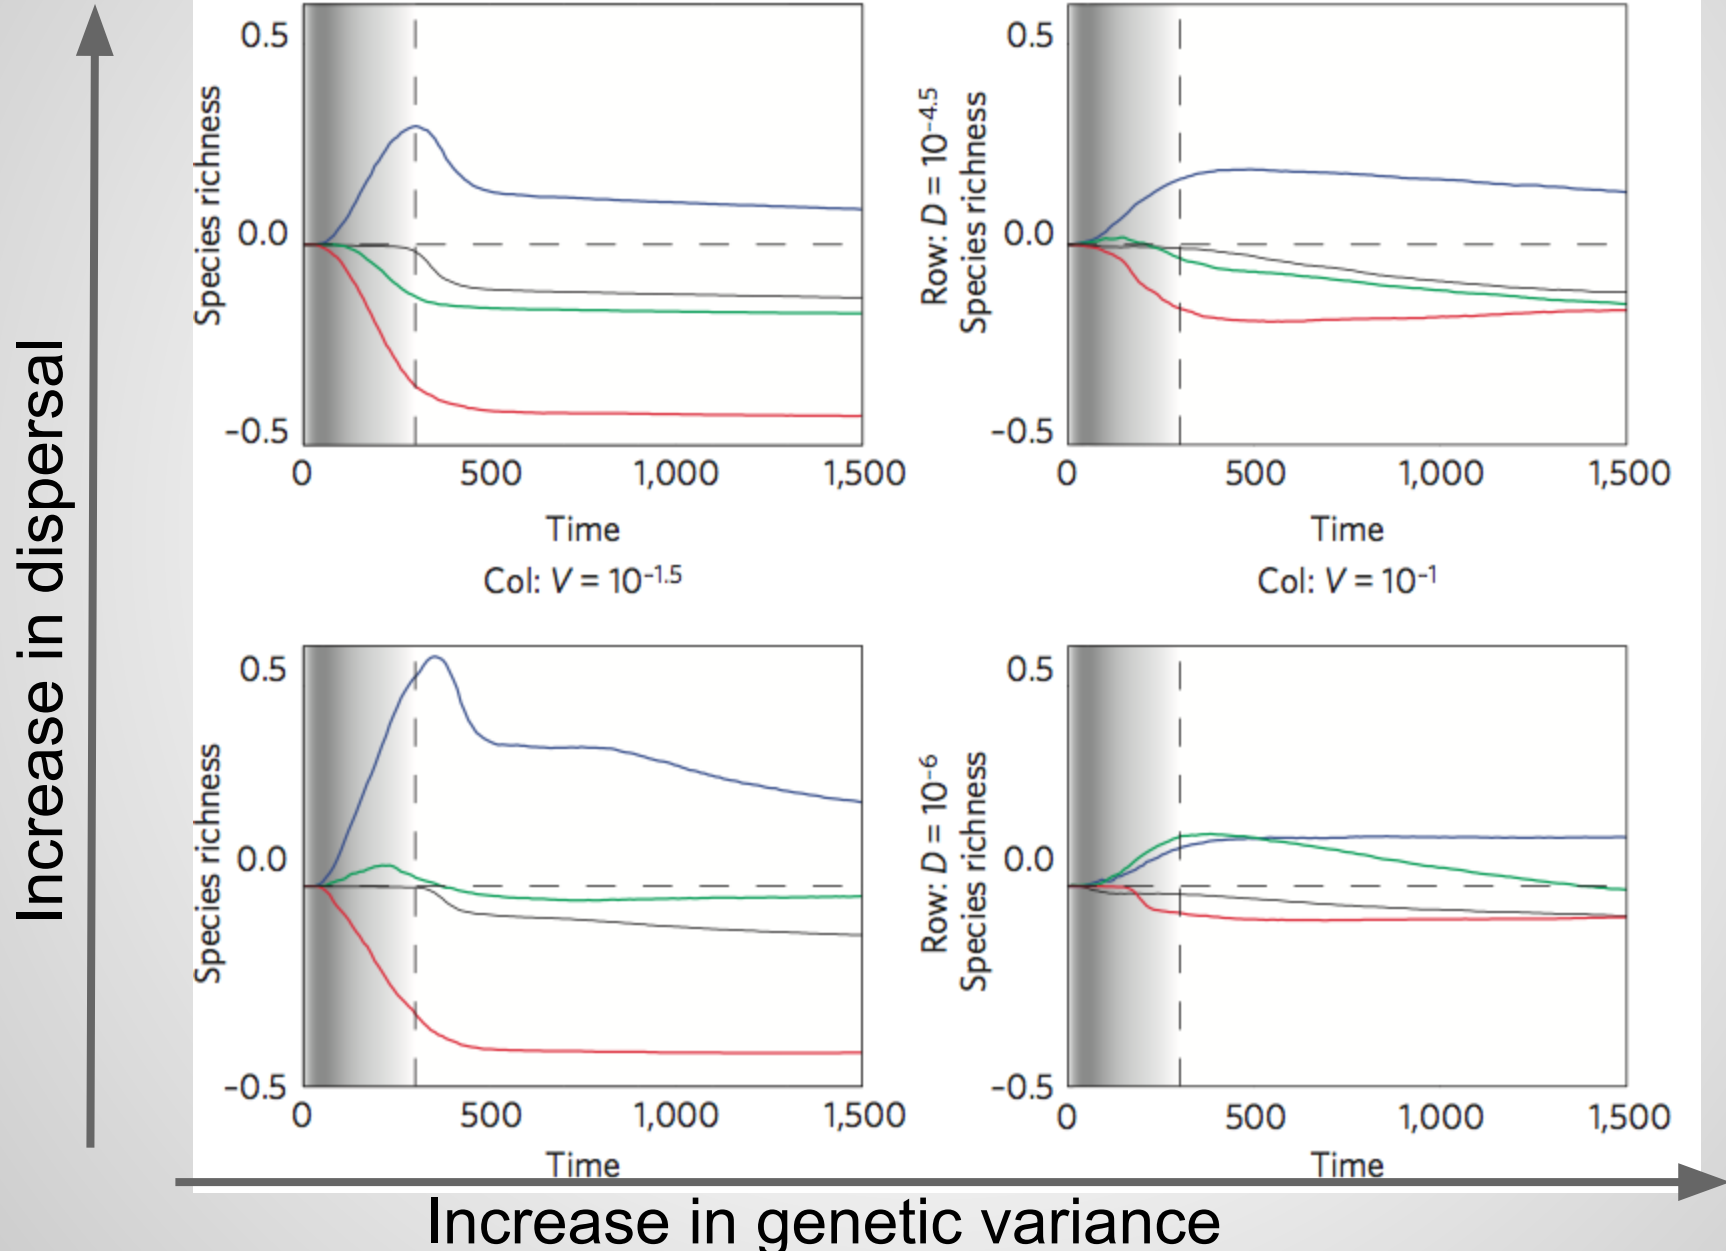 Increase in dispersal
0.5
0.0
−0.5
Species richness
0
500
1,000
1,500
Time
Col: V = 10−1.5
Row: D = 10−4.5
Species richness
0.5
0.0
−0.5
0
500
1,000
1,500
Time
Col: V = 10−1
Species richness
0.5
0.0
−0.5
0
500
1,000
1,500
Time
Row: D = 10−6
Species richness
0.5
0.0
−0.5
0
500
1,000
1,500
Time
Increase in genetic variance